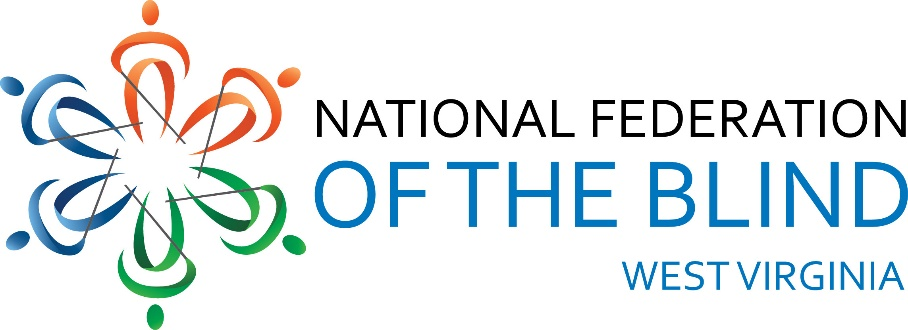 NATIONAL FEDERATION
OF THE BLIND
WEST VIRGINIA